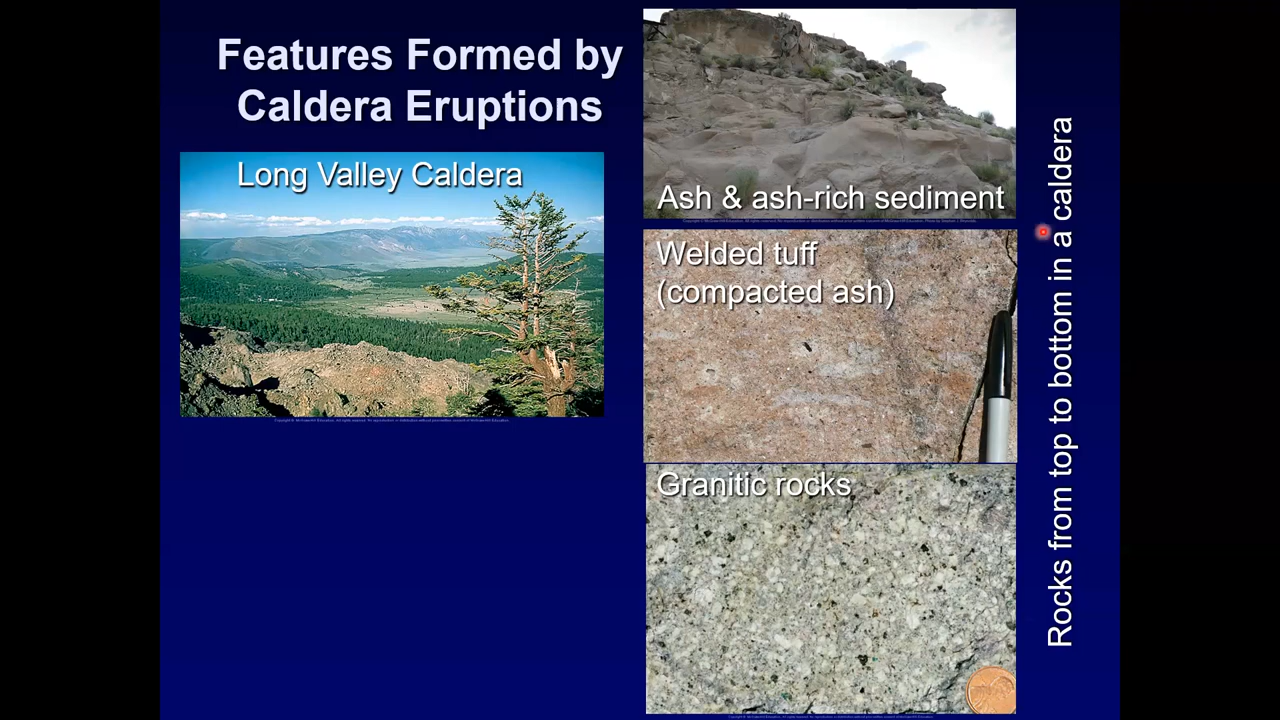 Features Formed by
Caldera Eruptions
Long Valley Caldera
Ash & ash-rich sediment
Welded tuff
(compacted ash)
Granitic rocks
Rocks from top to bottom in a caldera